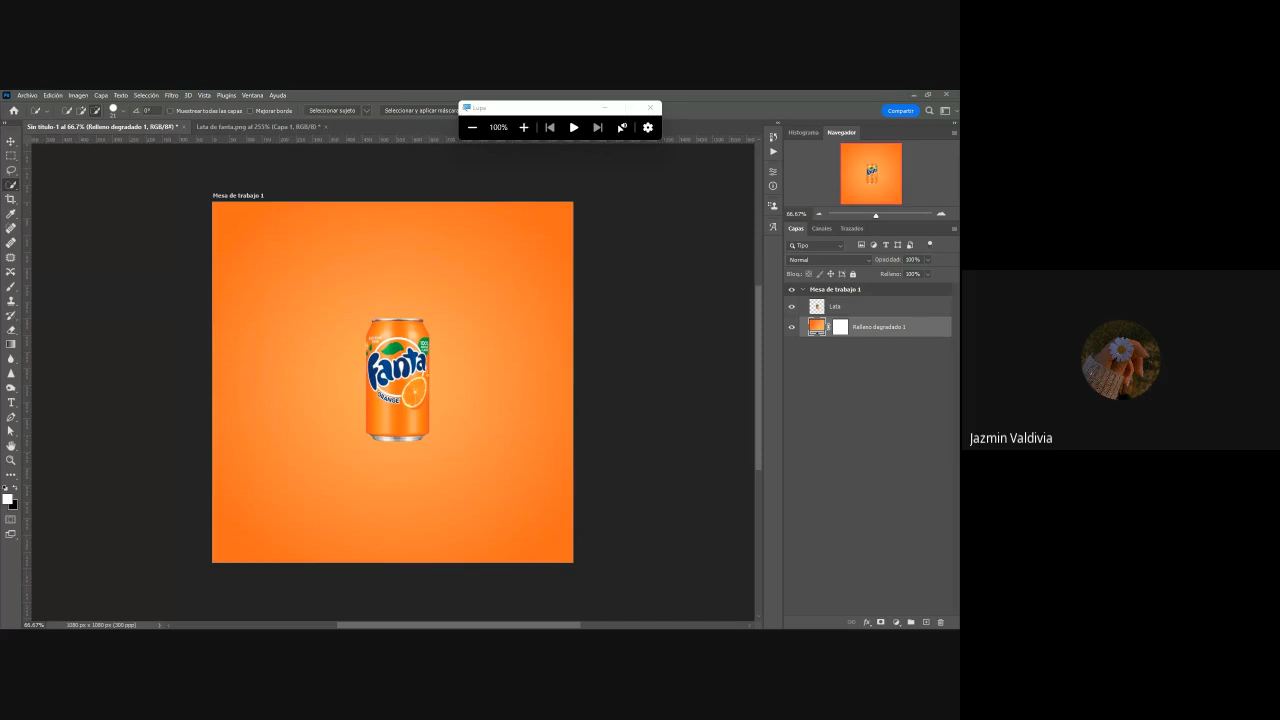 Archivo Edición Imagen Capa Texto Selección Filtro 3D Vista Plugins Ventana Ayuda
0° Muestrear todas las capas Mejorar borde Seleccionar sujeto Seleccionar y aplicar máscara
Compartir
Lupa
100%
Sin título-1 al 66.7% (Relleno degradado 1, RGB/8#) *
Lata de fanta.png al 255% (Capa 1, RGB/8) *
Histograma Navegador
66.67%
Capas Canales Trazados
Tipo
Normal Opacidad: 100%
Bloq.: Relleno: 100%
Mesa de trabajo 1
Lata
Relleno degradado 1
Mesa de trabajo 1
fanta
ORANGE
66.67% 1080 px x 1080 px (300 ppp)
Jazmin Valdivia